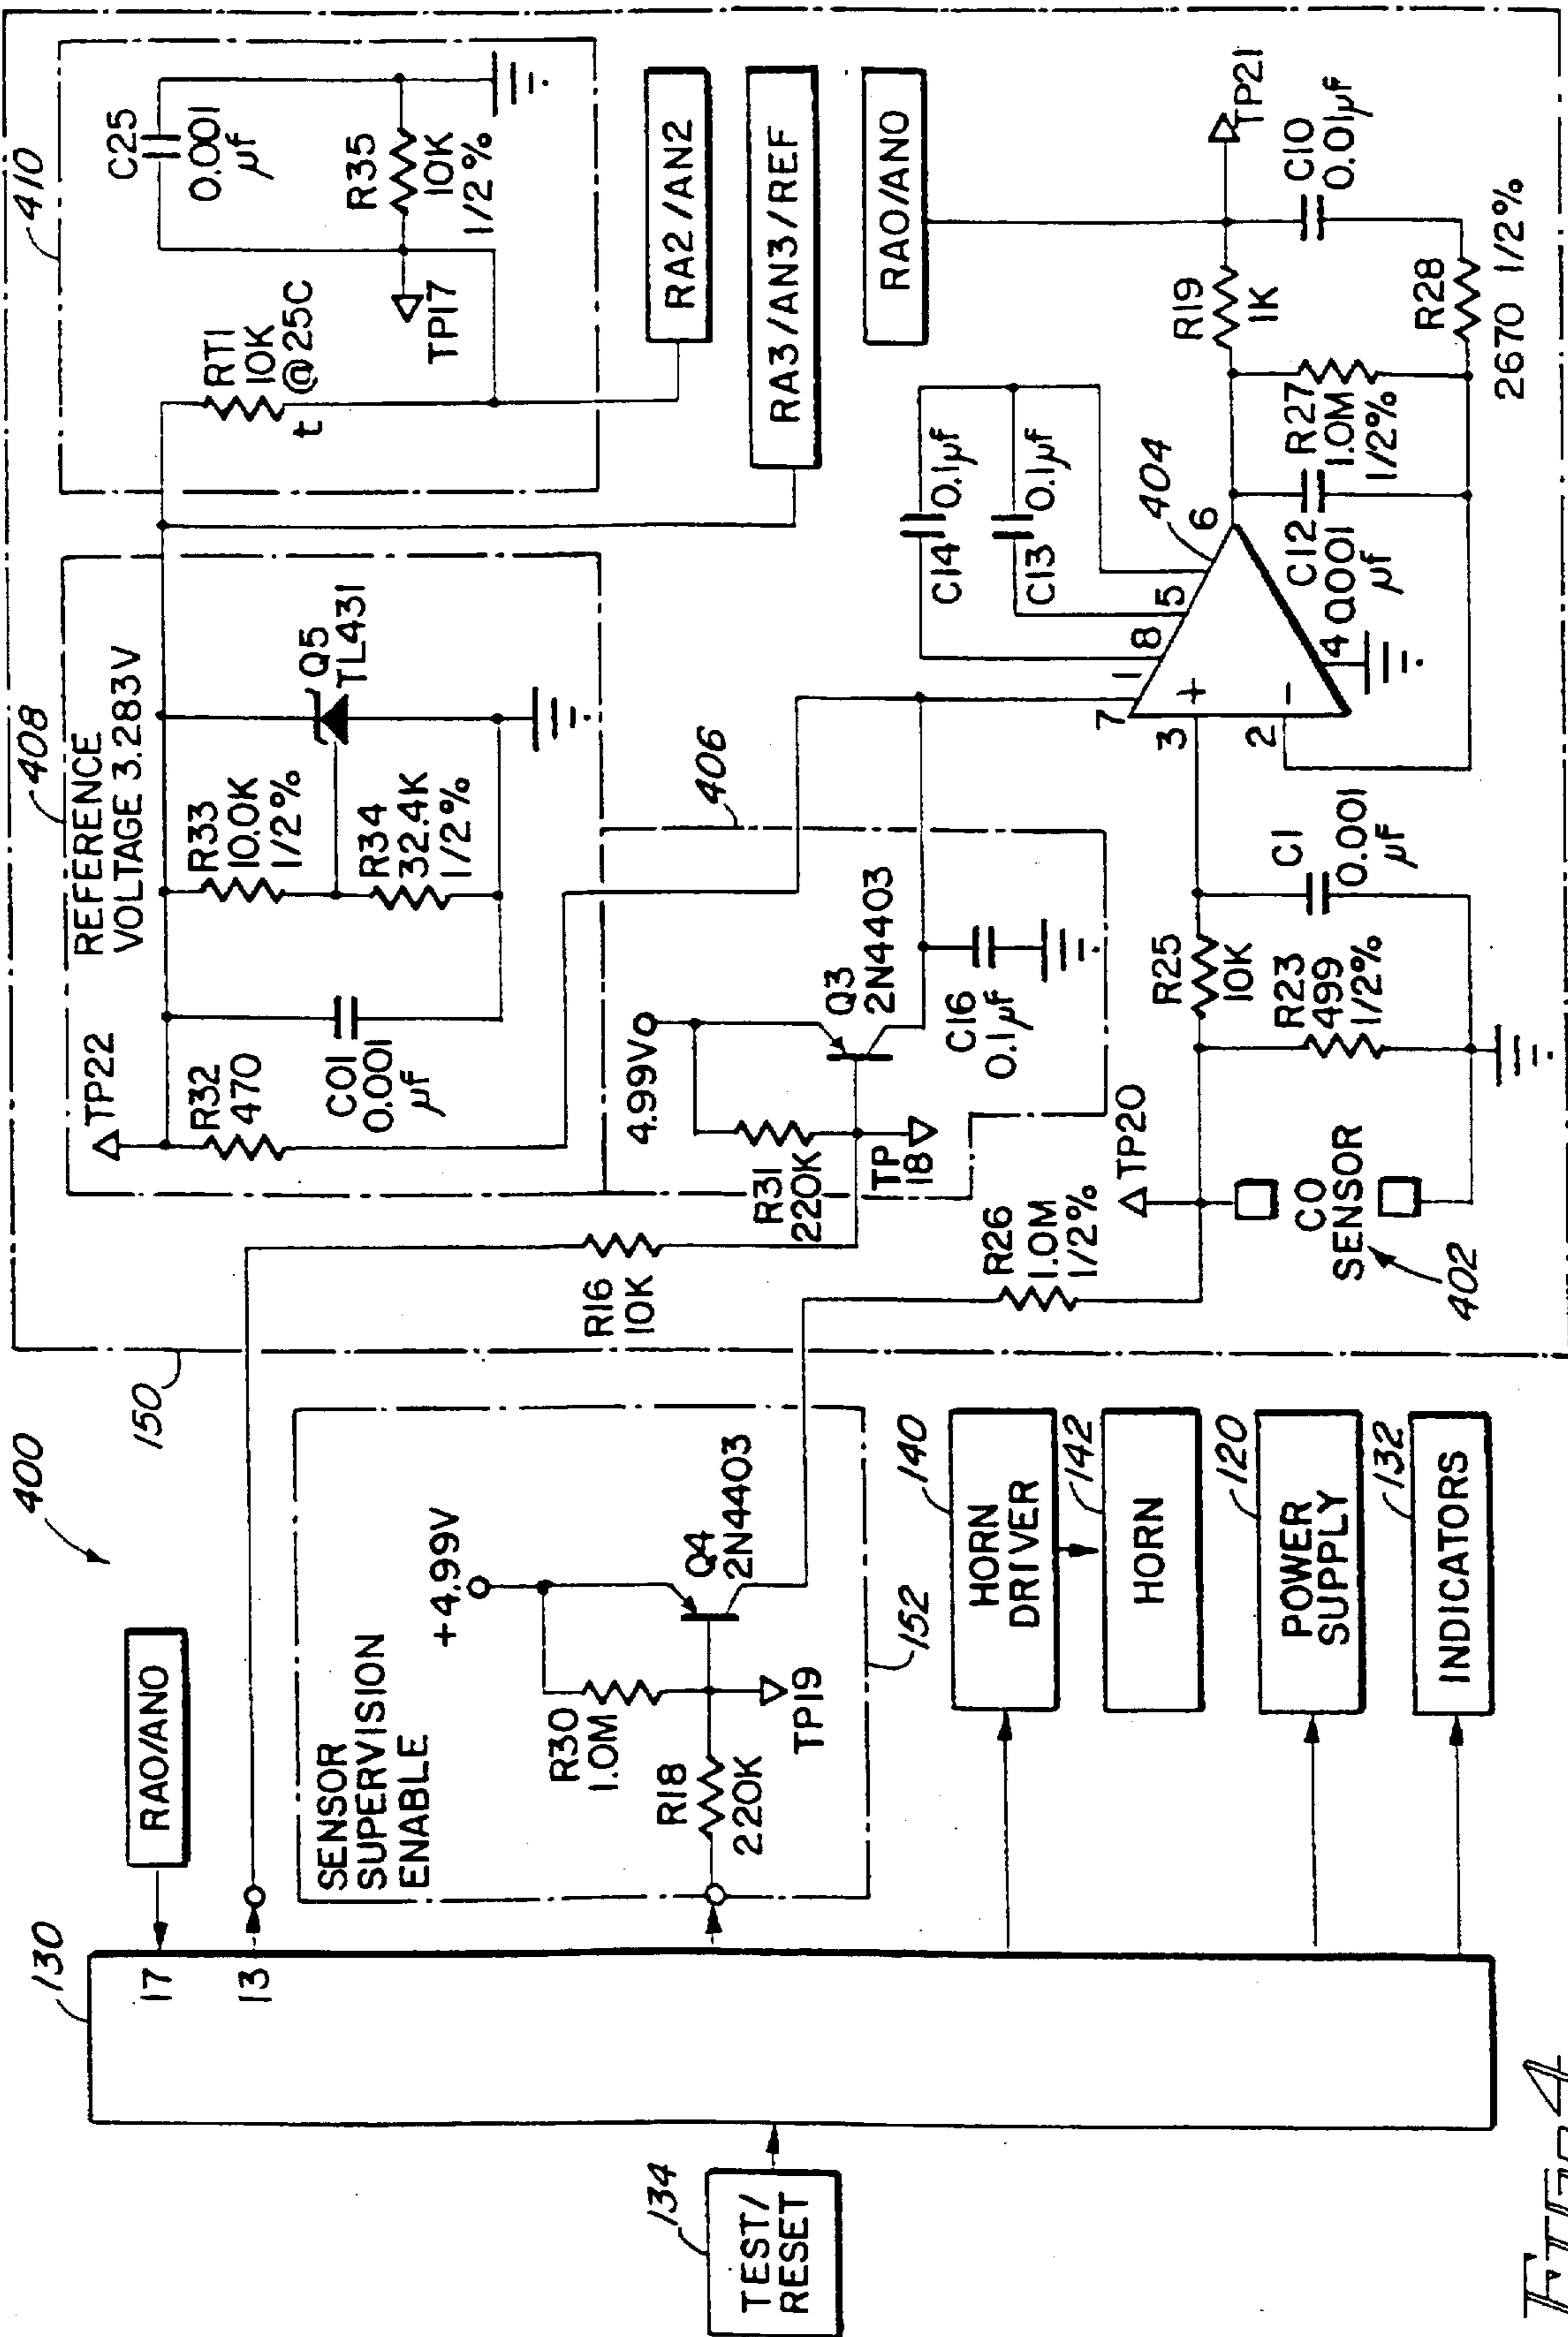 400
130
17
13
RA0/AN0
134
TEST/
RESET
SENSOR
SUPERVISION
ENABLE
+4.99V
R30
1.0M
R18
220K
TP19
Q4
2N4403
152
140
HORN
DRIVER
142
HORN
120
POWER
SUPPLY
132
INDICATORS
150
408
REFERENCE
VOLTAGE 3.283V
TP22
R32
470
C01
0.001
µf
R33
10.0K
1/2%
R34
32.4K
1/2%
Q5
TL431
410
RT1
10K
@25C
t
C25
0.001
µf
R35
10K
1/2%
TP17
RA2/AN2
RA3/AN3/REF
RA0/AN0
406
4.99V
R31
220K
TP
18
Q3
2N4403
C16
0.1µf
R16
10K
R26
1.0M
1/2%
TP20
CO
SENSOR
402
R25
10K
R23
499
1/2%
C1
0.001
µf
7
1
8
5
6
3
2
4
+
−
404
C14
0.1µf
C13
0.1µf
C12
0.001
µf
R27
1.0M
1/2%
R19
1K
TP21
C10
0.01µf
R28
2670 1/2%
FIG. 4